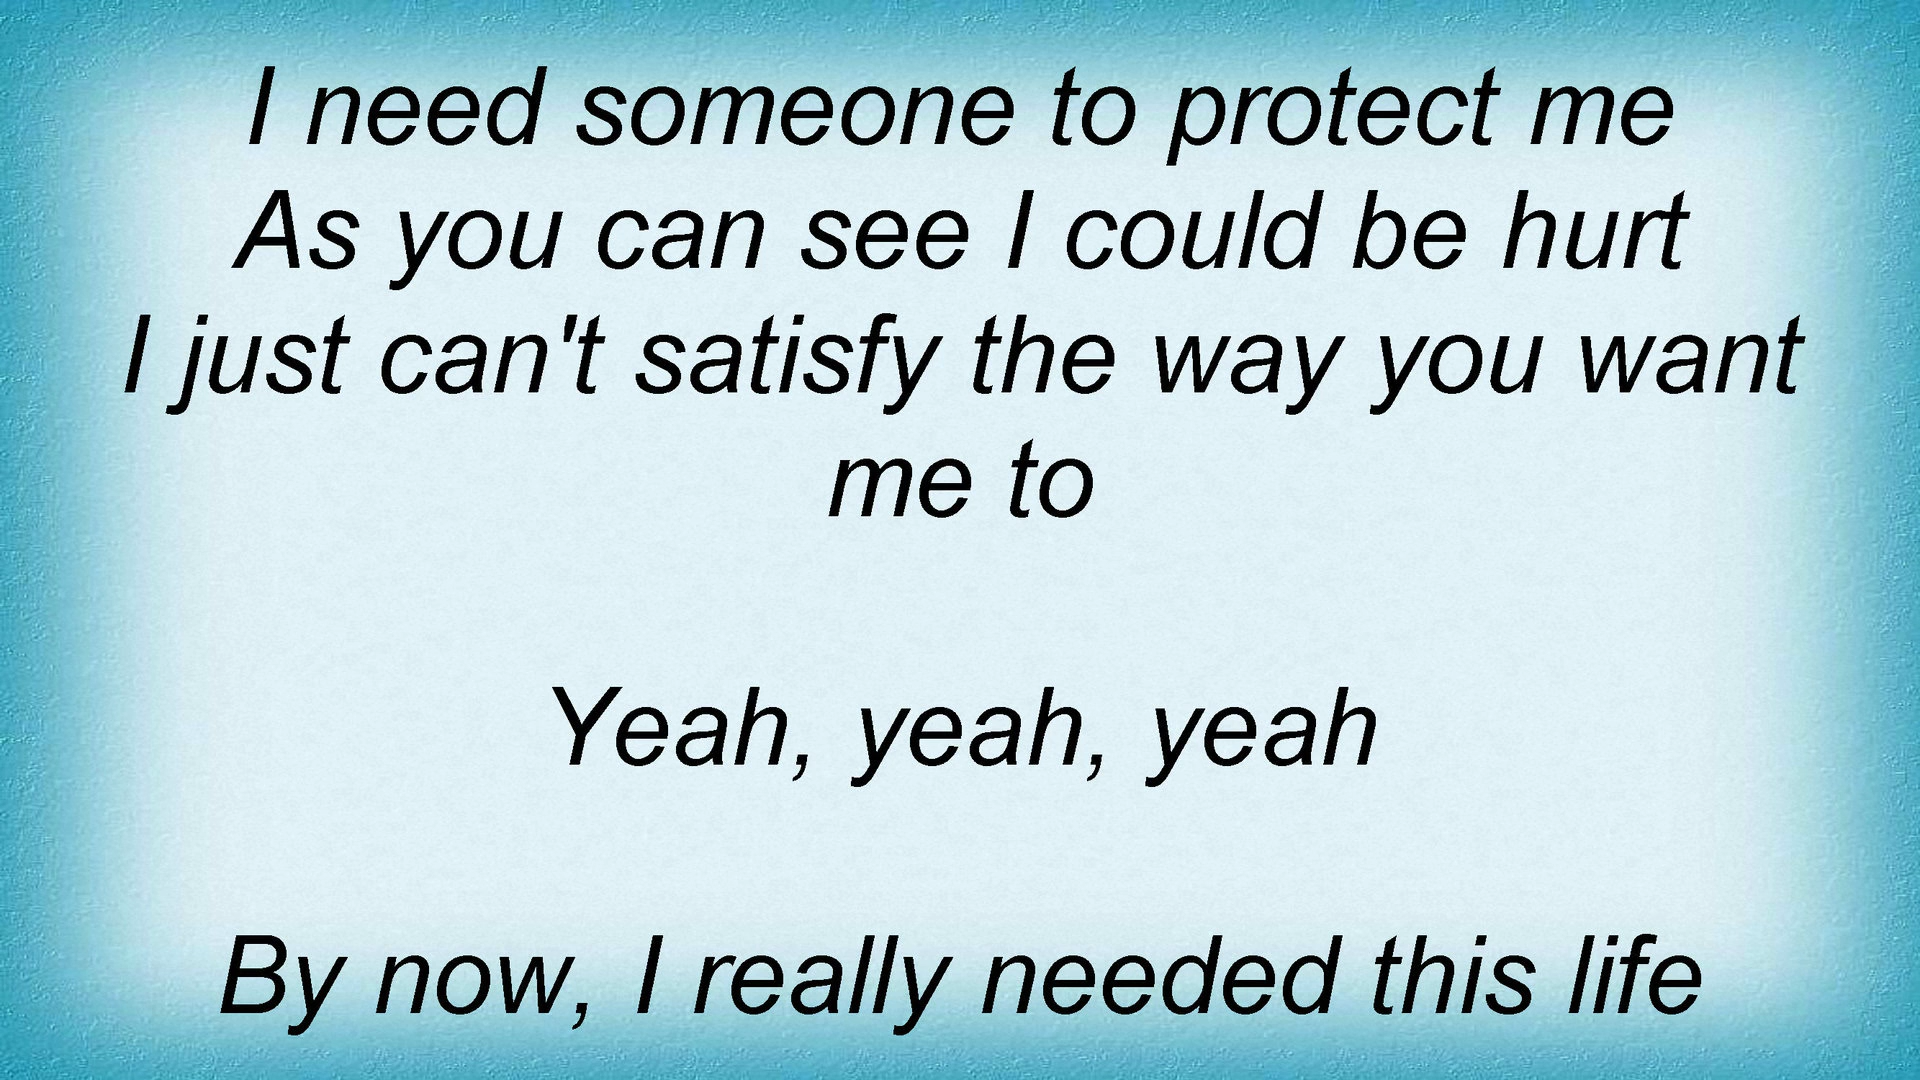 I need someone to protect me
As you can see I could be hurt
I just can't satisfy the way you want
me to
Yeah, yeah, yeah
By now, I really needed this life